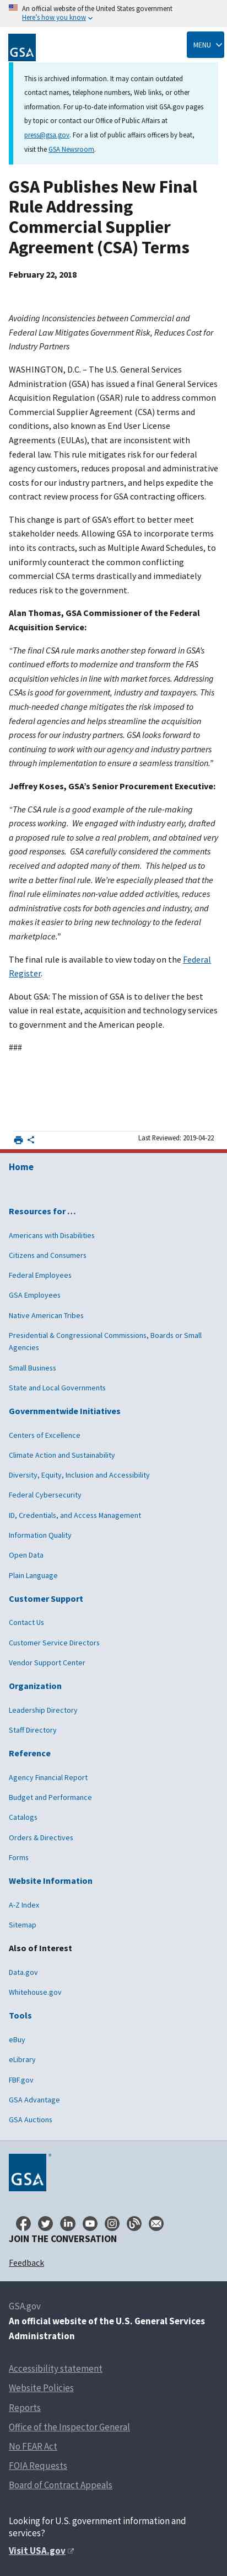 An official website of the United States government
Here's how you know
GSA
MENU
This is archived information. It may contain outdated
contact names, telephone numbers, Web links, or other
information. For up-to-date information visit GSA.gov pages
by topic or contact our Office of Public Affairs at
press@gsa.gov. For a list of public affairs officers by beat,
visit the GSA Newsroom.
GSA Publishes New Final
Rule Addressing
Commercial Supplier
Agreement (CSA) Terms
February 22, 2018
Avoiding Inconsistencies between Commercial and
Federal Law Mitigates Government Risk, Reduces Cost for
Industry Partners
WASHINGTON, D.C. – The U.S. General Services
Administration (GSA) has issued a final General Services
Acquisition Regulation (GSAR) rule to address common
Commercial Supplier Agreement (CSA) terms and
conditions, also known as End User License
Agreements (EULAs), that are inconsistent with
federal law. This rule mitigates risk for our federal
agency customers, reduces proposal and administrative
costs for our industry partners, and helps expedite the
contract review process for GSA contracting officers.
This change is part of GSA's effort to better meet
stakeholder needs. Allowing GSA to incorporate terms
into its contracts, such as Multiple Award Schedules, to
uniformly interpret the most common conflicting
commercial terms drastically and immediately
reduces risk to the government.
Alan Thomas, GSA Commissioner of the Federal
Acquisition Service:
“The final CSA rule marks another step forward in GSA's
continued efforts to modernize and transform the FAS
acquisition vehicles in-line with market forces. Addressing
CSAs is good for government, industry and taxpayers. This
much-needed change mitigates the risk imposed to
federal agencies and helps streamline the acquisition
process for our industry partners. GSA looks forward to
continuing to work with our agency and industry partners
through implementation to ensure a seamless transition.”
Jeffrey Koses, GSA's Senior Procurement Executive:
“The CSA rule is a good example of the rule-making
process working. We engaged with industry early, drafted
a proposed rule to solve a real problem, and obtained very
good responses. GSA carefully considered the comments
received and adopted many of them. This helped us to
write a better final rule. We're especially pleased that the
final rule eliminates non-value added activities, reduces
administrative costs for both agencies and industry, and
makes it easier to bring new technology to the federal
marketplace.”
The final rule is available to view today on the Federal
Register.
About GSA: The mission of GSA is to deliver the best
value in real estate, acquisition, and technology services
to government and the American people.
###
Last Reviewed: 2019-04-22
Home
Resources for …
Americans with Disabilities
Citizens and Consumers
Federal Employees
GSA Employees
Native American Tribes
Presidential & Congressional Commissions, Boards or Small
Agencies
Small Business
State and Local Governments
Governmentwide Initiatives
Centers of Excellence
Climate Action and Sustainability
Diversity, Equity, Inclusion and Accessibility
Federal Cybersecurity
ID, Credentials, and Access Management
Information Quality
Open Data
Plain Language
Customer Support
Contact Us
Customer Service Directors
Vendor Support Center
Organization
Leadership Directory
Staff Directory
Reference
Agency Financial Report
Budget and Performance
Catalogs
Orders & Directives
Forms
Website Information
A-Z Index
Sitemap
Also of Interest
Data.gov
Whitehouse.gov
Tools
eBuy
eLibrary
FBF.gov
GSA Advantage
GSA Auctions
GSA
JOIN THE CONVERSATION
Feedback
GSA.gov
An official website of the U.S. General Services
Administration
Accessibility statement
Website Policies
Reports
Office of the Inspector General
No FEAR Act
FOIA Requests
Board of Contract Appeals
Looking for U.S. government information and
services?
Visit USA.gov